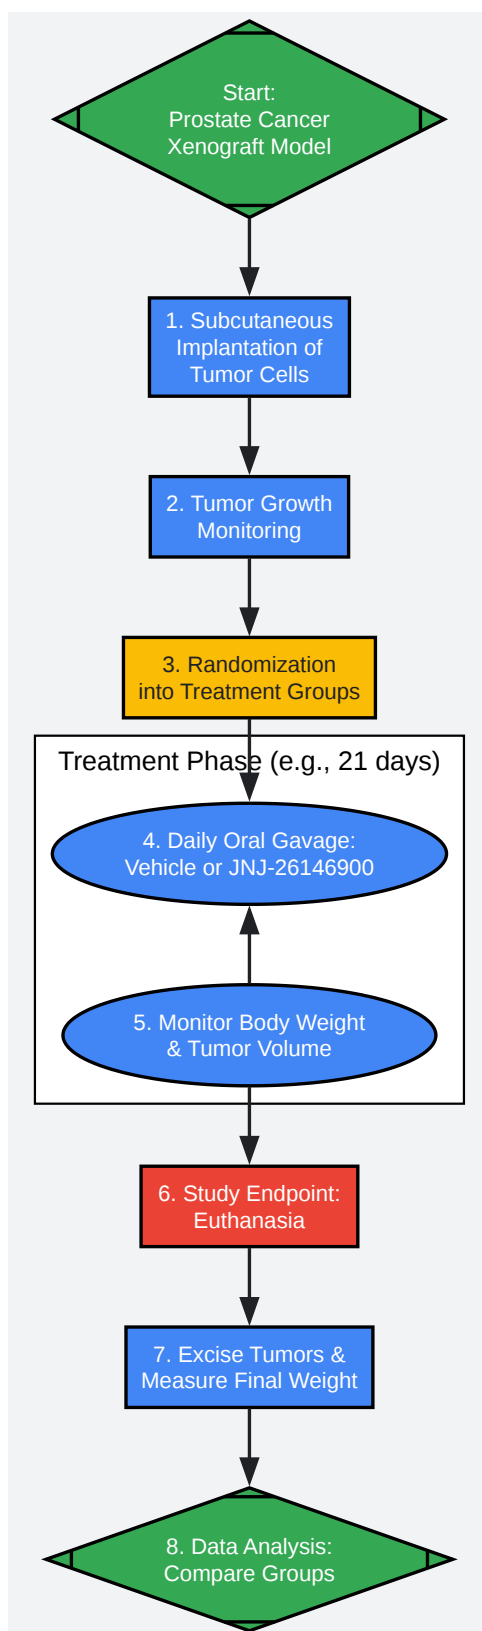 Start:
Prostate Cancer
Xenograft Model
1. Subcutaneous
Implantation of
Tumor Cells
2. Tumor Growth
Monitoring
3. Randomization
into Treatment Groups
Treatment Phase (e.g., 21 days)
4. Daily Oral Gavage:
Vehicle or JNJ-26146900
5. Monitor Body Weight
& Tumor Volume
6. Study Endpoint:
Euthanasia
7. Excise Tumors &
Measure Final Weight
8. Data Analysis:
Compare Groups